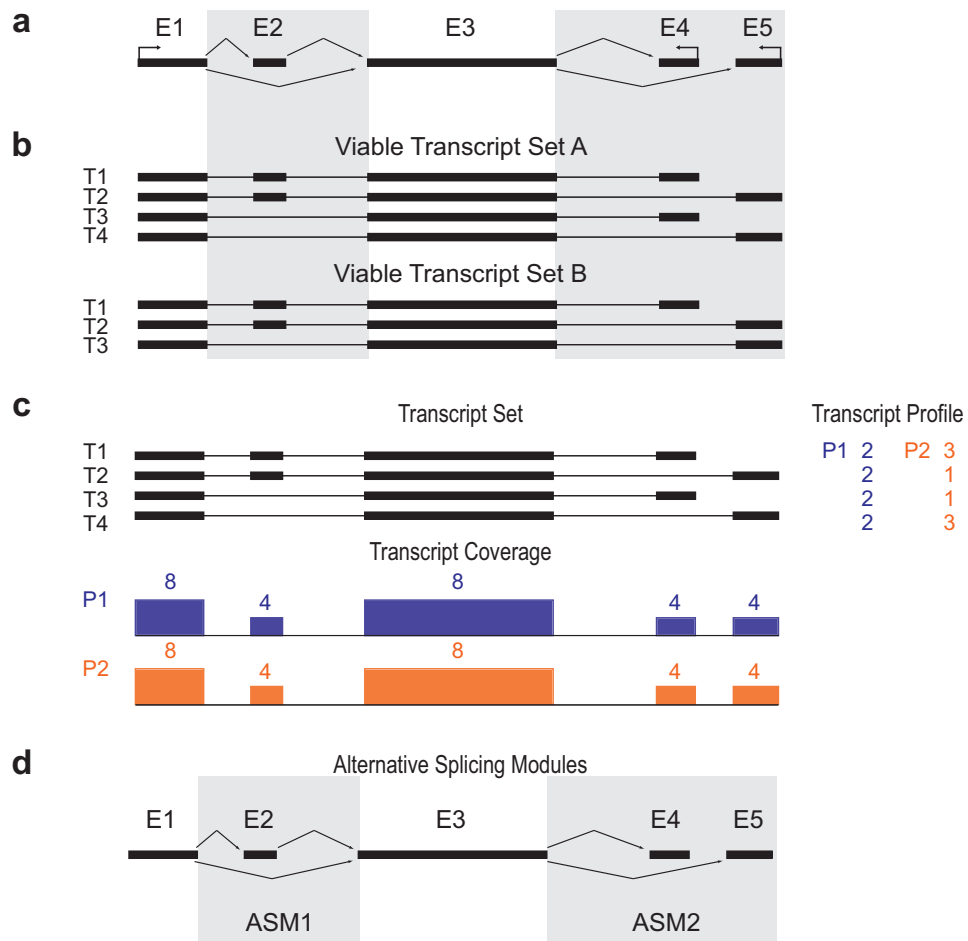 a
E1 E2 E3 E4 E5
b
Viable Transcript Set A
T1
T2
T3
T4
Viable Transcript Set B
T1
T2
T3
c
Transcript Set
Transcript Profile
T1
T2
T3
T4
P1 2 P2 3
2 1
2 1
2 3
Transcript Coverage
P1 8 4 8 4 4
P2 8 4 8 4 4
d
Alternative Splicing Modules
E1 E2 E3 E4 E5
ASM1 ASM2